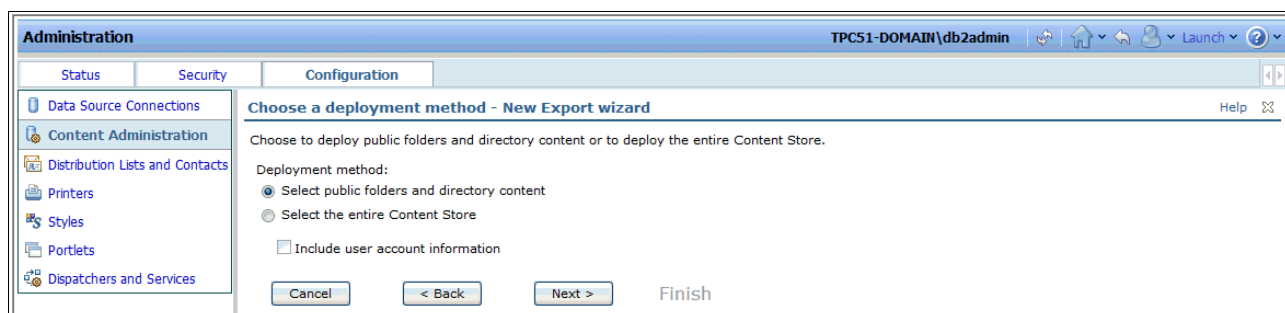 Administration TPC51-DOMAIN\db2admin Launch
Status Security Configuration
Data Source Connections
Content Administration
Distribution Lists and Contacts
Printers
Styles
Portlets
Dispatchers and Services
Choose a deployment method - New Export wizard Help
Choose to deploy public folders and directory content or to deploy the entire Content Store.
Deployment method:
Select public folders and directory content
Select the entire Content Store
Include user account information
Cancel < Back Next > Finish